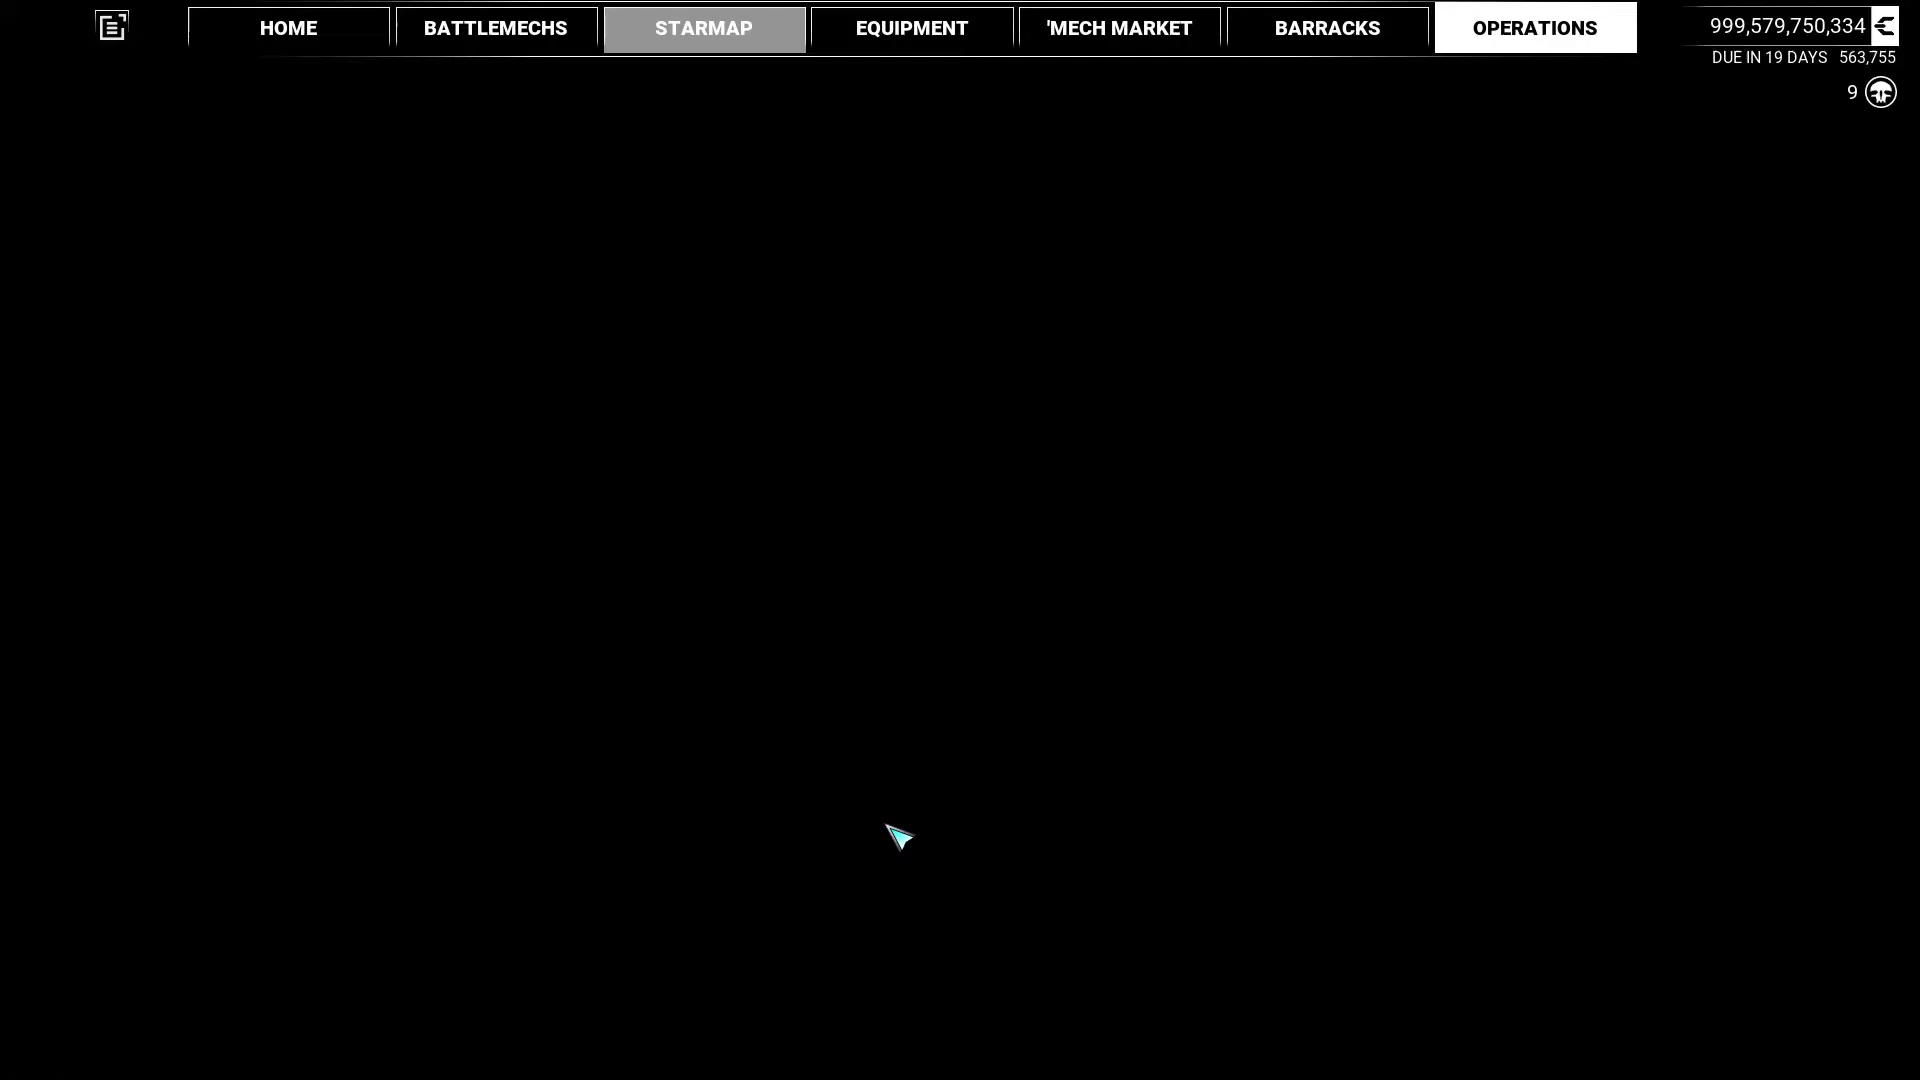 HOME
BATTLEMECHS
STARMAP
EQUIPMENT
'MECH MARKET
BARRACKS
OPERATIONS
999,579,750,334
DUE IN 19 DAYS 563,755
9